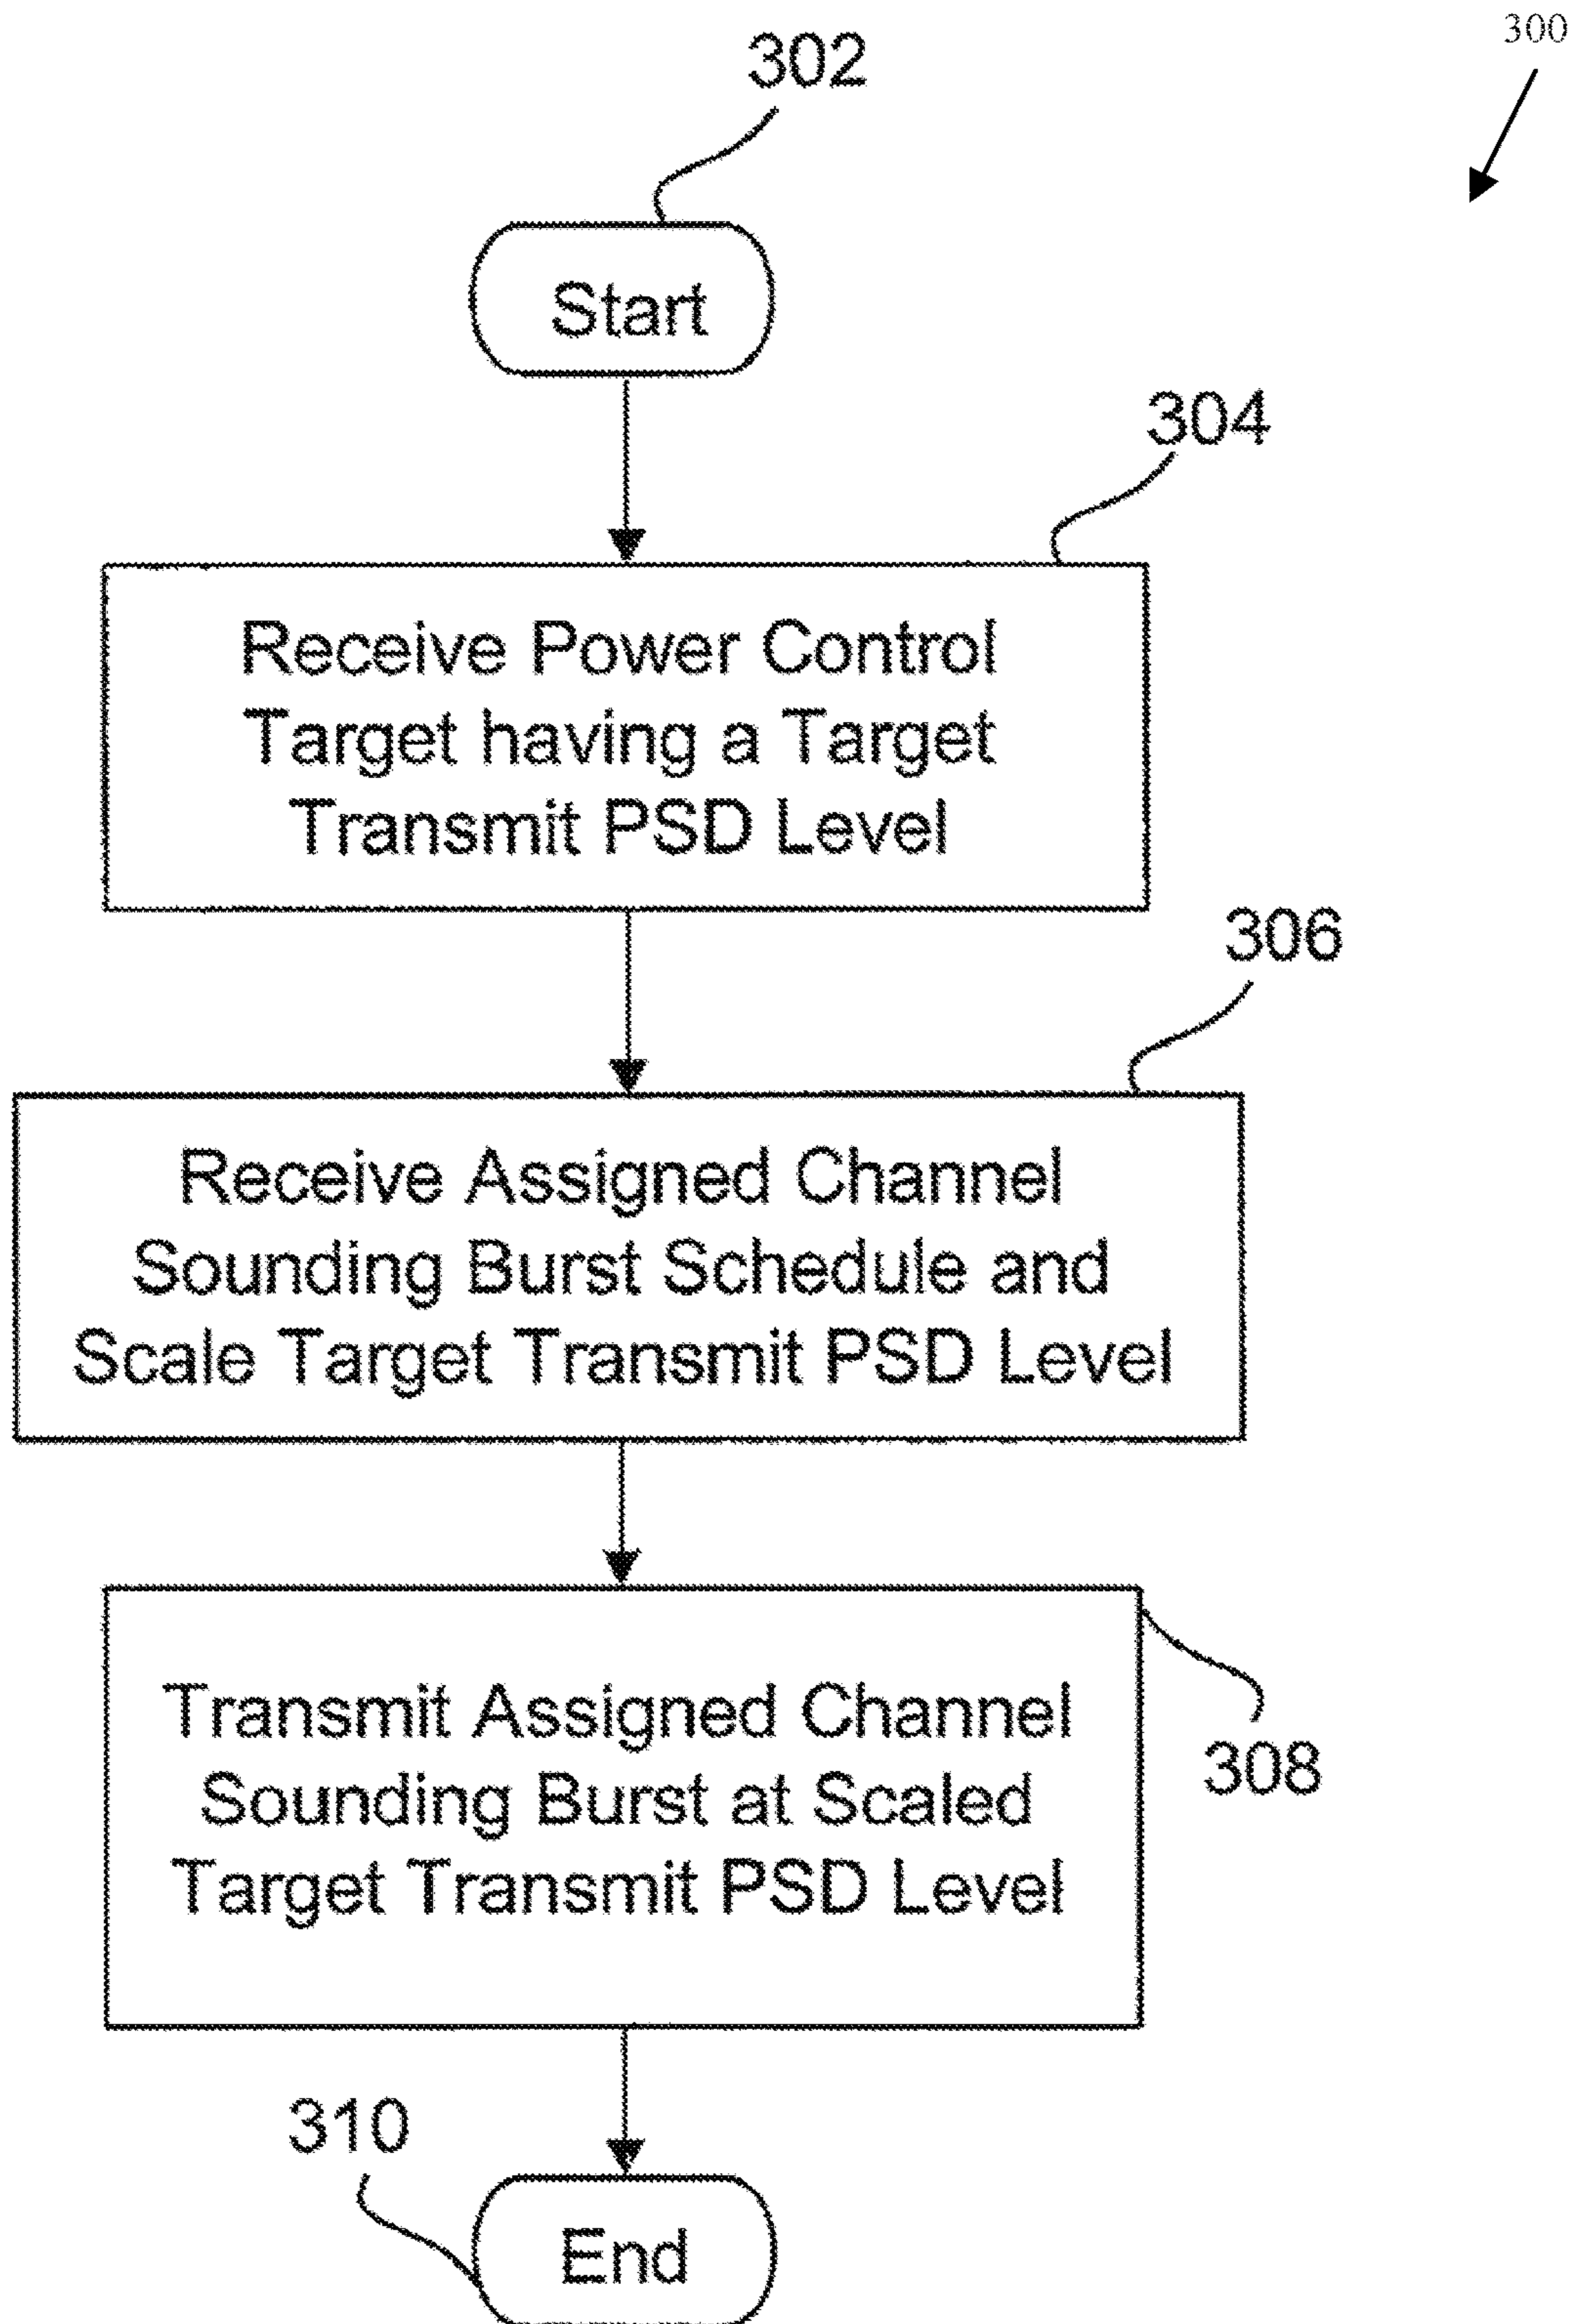 300
302
Start
304
Receive Power Control
Target having a Target
Transmit PSD Level
306
Receive Assigned Channel
Sounding Burst Schedule and
Scale Target Transmit PSD Level
Transmit Assigned Channel
Sounding Burst at Scaled
Target Transmit PSD Level
308
310
End